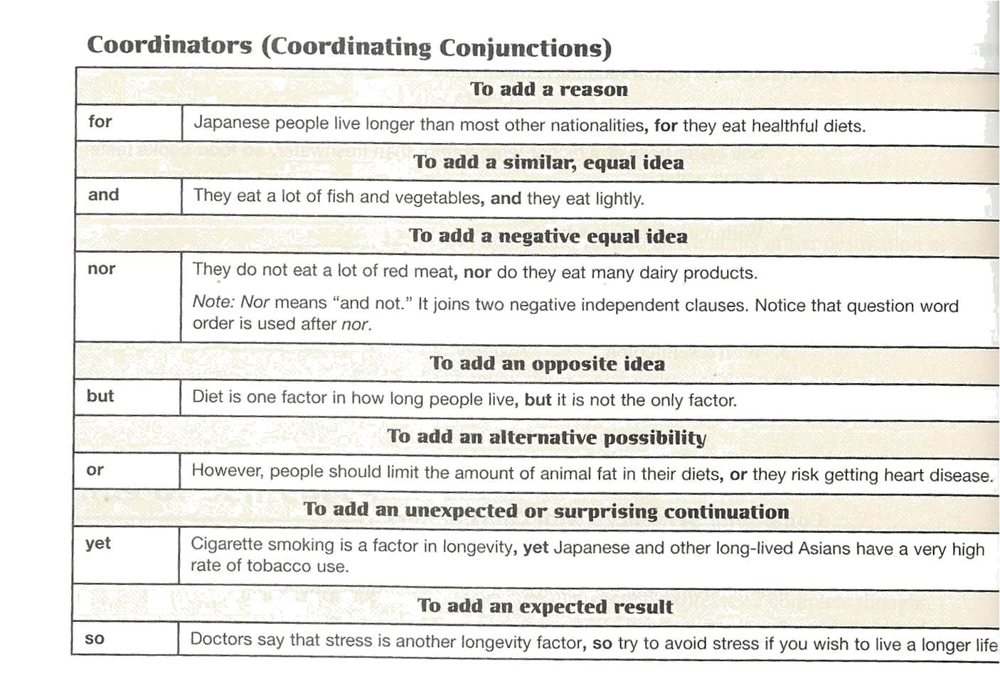 Coordinators (Coordinating Conjunctions)
To add a reason
for Japanese people live longer than most other nationalities, for they eat healthful diets.
To add a similar, equal idea
and They eat a lot of fish and vegetables, and they eat lightly.
To add a negative equal idea
nor They do not eat a lot of red meat, nor do they eat many dairy products.
Note: Nor means “and not.” It joins two negative independent clauses. Notice that question word
order is used after nor.
To add an opposite idea
but Diet is one factor in how long people live, but it is not the only factor.
To add an alternative possibility
or However, people should limit the amount of animal fat in their diets, or they risk getting heart disease.
To add an unexpected or surprising continuation
yet Cigarette smoking is a factor in longevity, yet Japanese and other long-lived Asians have a very high
rate of tobacco use.
To add an expected result
so Doctors say that stress is another longevity factor, so try to avoid stress if you wish to live a longer life